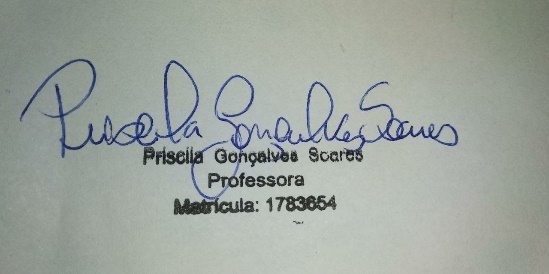 Priscila Gonçalves Soares
Priscila Gonçalves Soares
Professora
Matrícula: 1783654